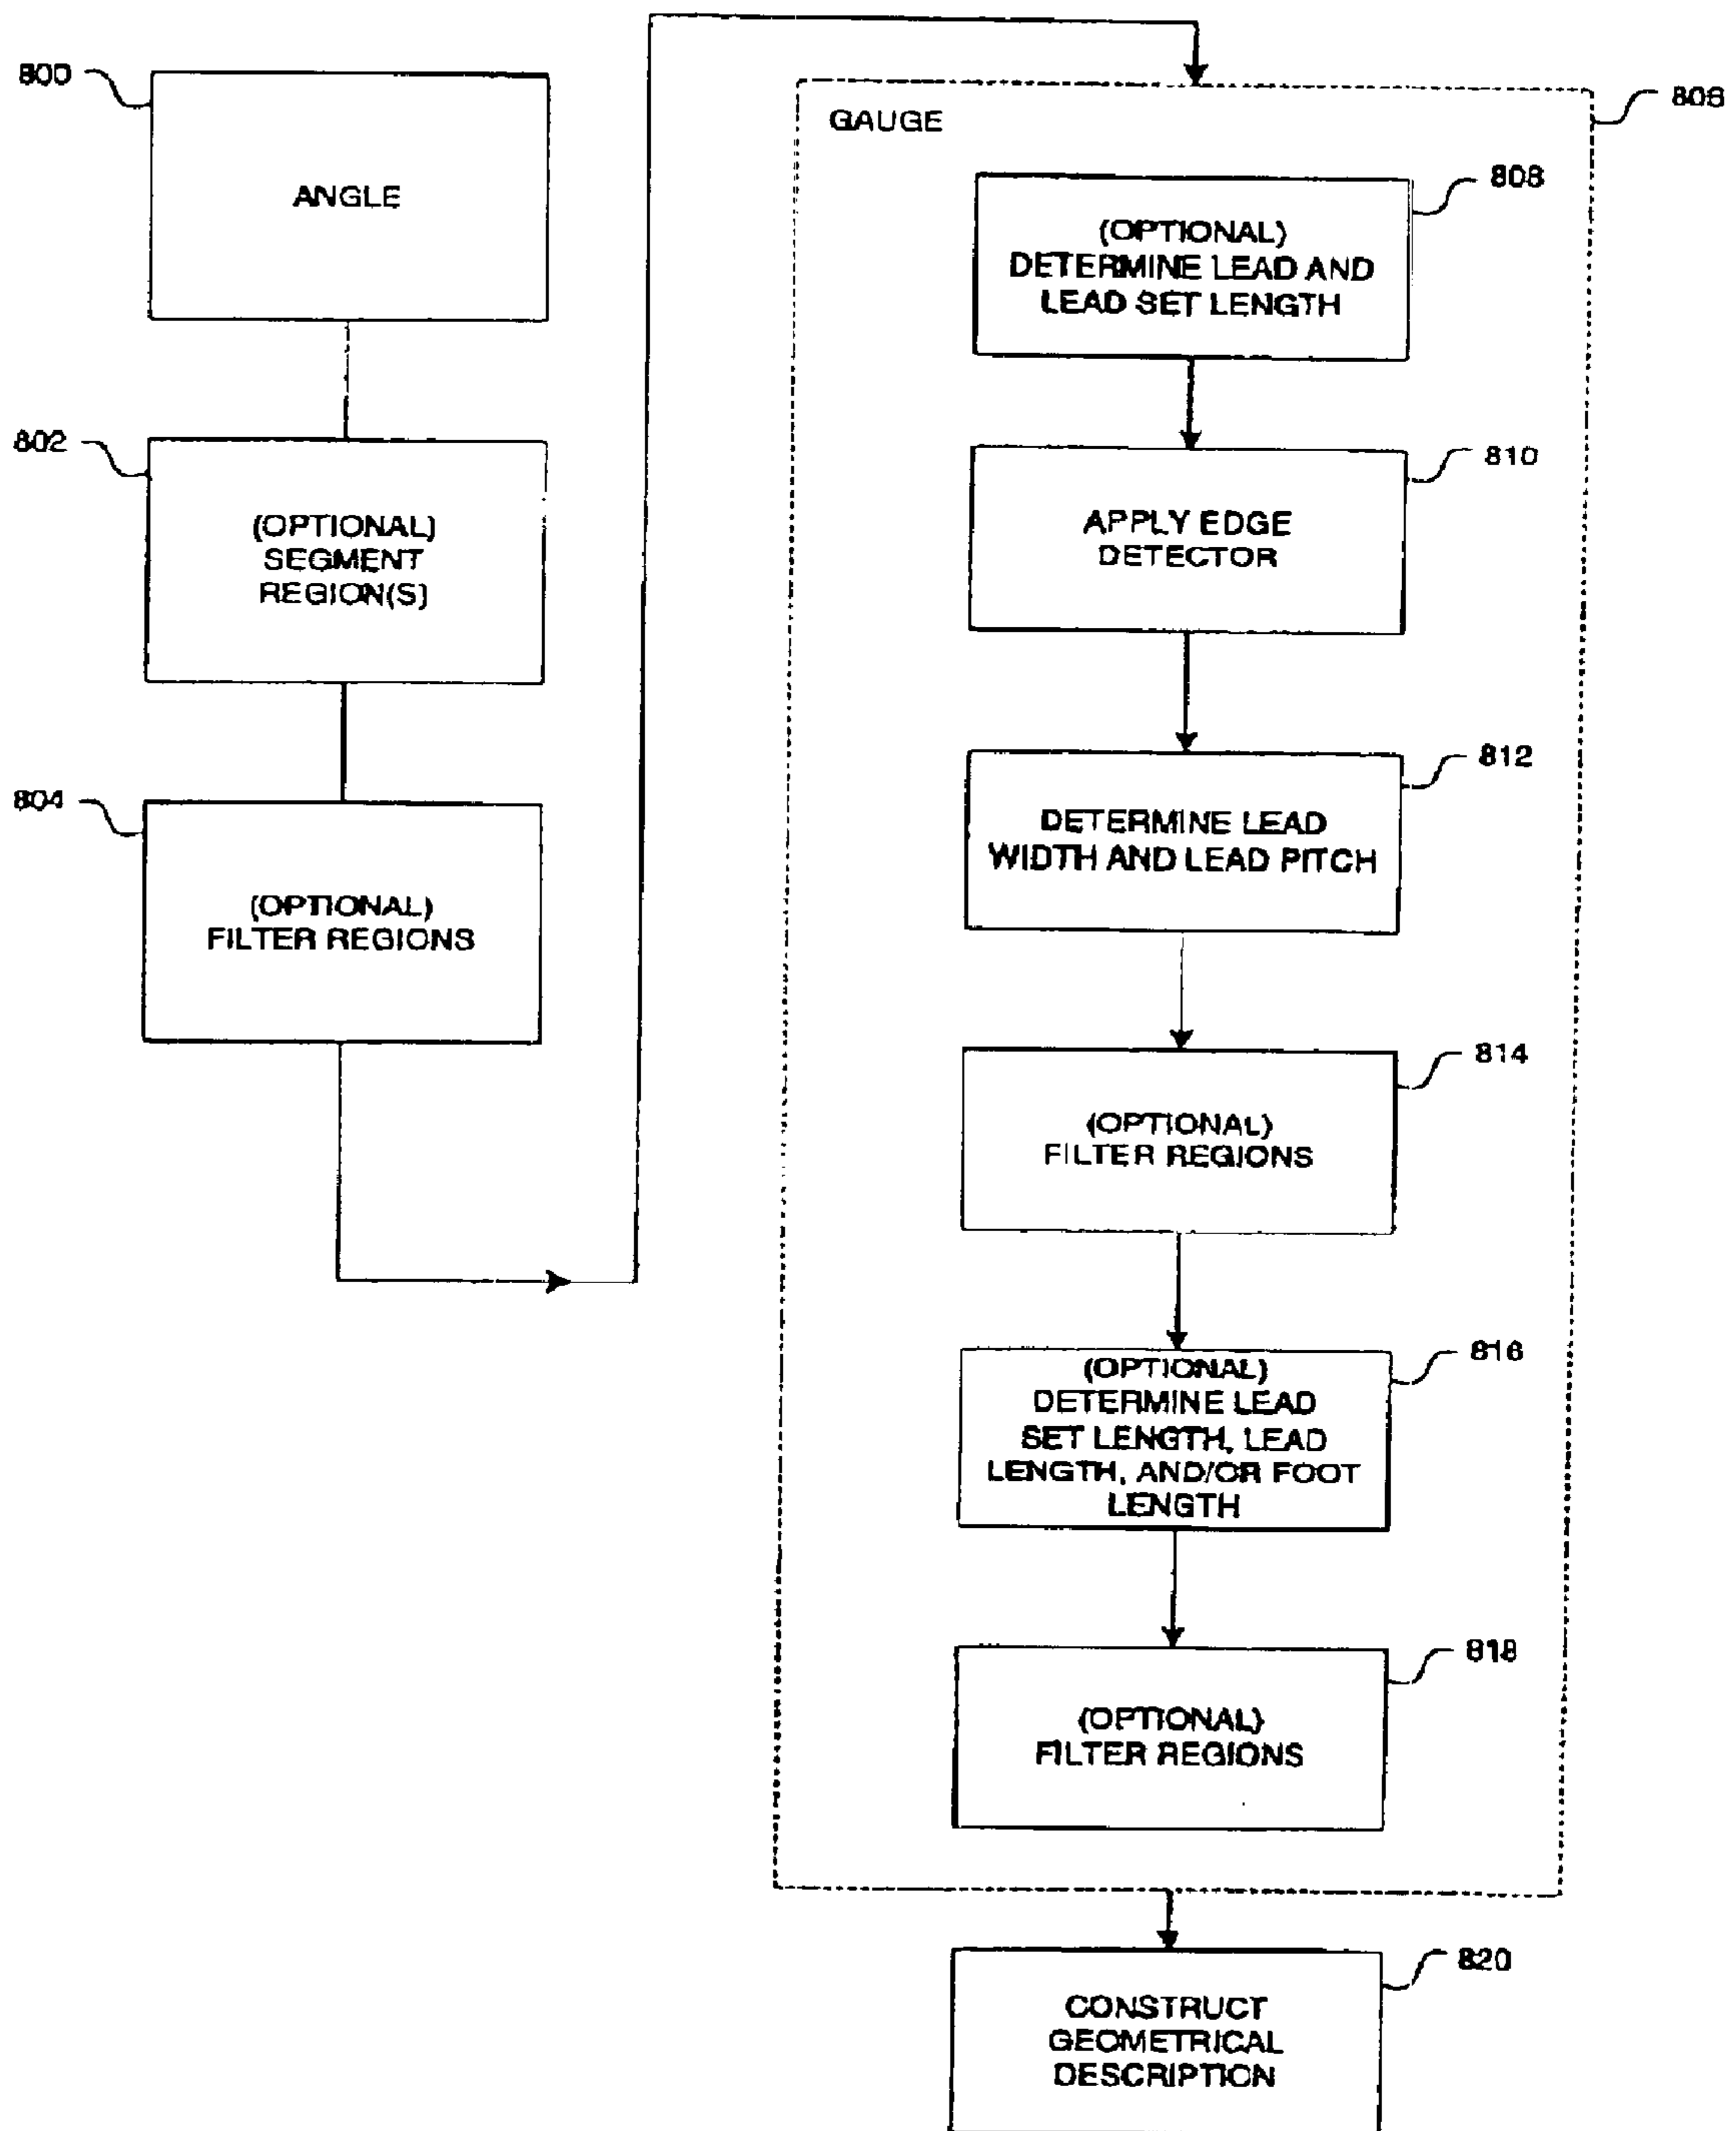 800
ANGLE
802
(OPTIONAL)
SEGMENT
REGION(S)
804
(OPTIONAL)
FILTER REGIONS
806
GAUGE
808
(OPTIONAL)
DETERMINE LEAD AND
LEAD SET LENGTH
810
APPLY EDGE
DETECTOR
812
DETERMINE LEAD
WIDTH AND LEAD PITCH
814
(OPTIONAL)
FILTER REGIONS
816
(OPTIONAL)
DETERMINE LEAD
SET LENGTH, LEAD
LENGTH, AND/OR FOOT
LENGTH
818
(OPTIONAL)
FILTER REGIONS
820
CONSTRUCT
GEOMETRICAL
DESCRIPTION